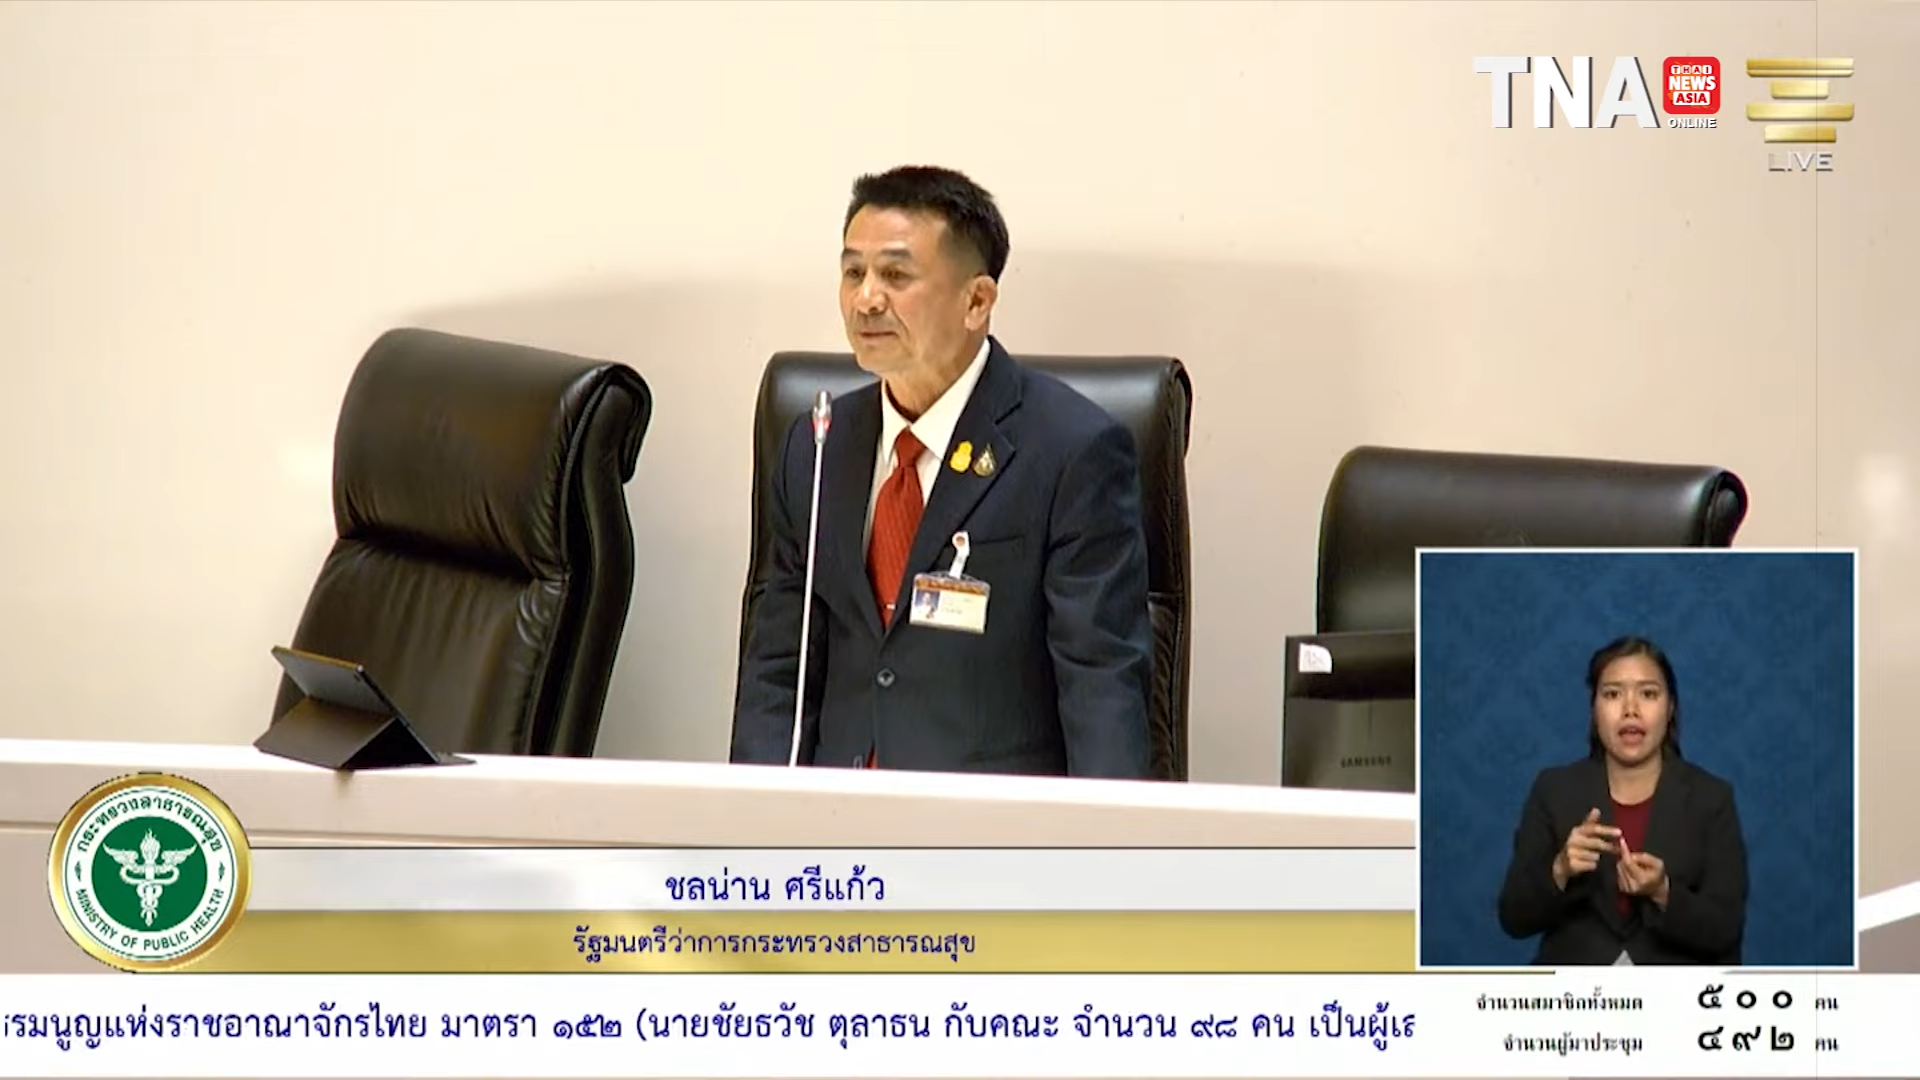 TNA
THAI
NEWS
ASIA
ONLINE
LIVE
SAMSUNG
กระทรวงสาธารณสุข
MINISTRY OF PUBLIC HEALTH
ชลน่าน ศรีแก้ว
รัฐมนตรีว่าการกระทรวงสาธารณสุข
รรมนูญแห่งราชอาณาจักรไทย มาตรา ๑๕๒ (นายชัยธวัช ตุลาธน กับคณะ จำนวน ๙๘ คน เป็นผู้เส
จำนวนสมาชิกทั้งหมด ๕๐๐ คน
จำนวนผู้มาประชุม ๔๙๒ คน